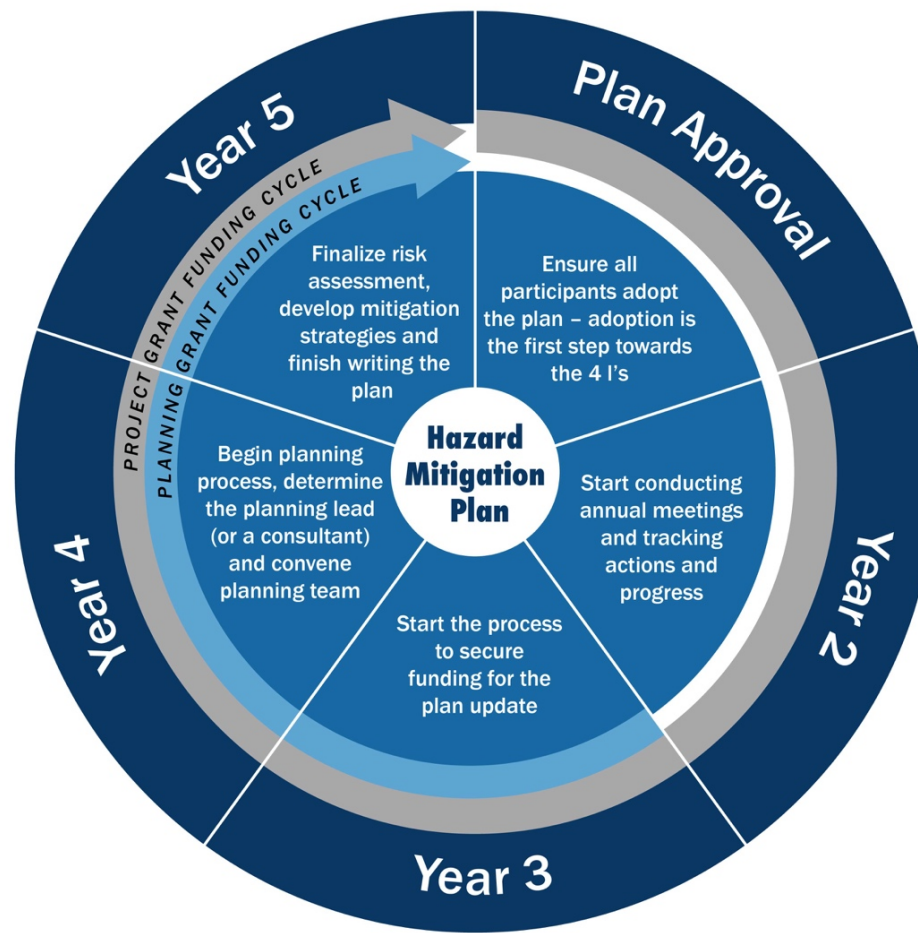 Plan Approval
Ensure all
participants adopt
the plan – adoption is
the first step towards
the 4 I's
Year 2
Start conducting
annual meetings
and tracking
actions and
progress
Year 3
Start the process
to secure
funding for the
plan update
Year 4
Begin planning
process, determine
the planning lead
(or a consultant)
and convene
planning team
Year 5
Finalize risk
assessment,
develop mitigation
strategies and
finish writing the
plan
PROJECT GRANT FUNDING CYCLE
PLANNING GRANT FUNDING CYCLE
Hazard
Mitigation
Plan